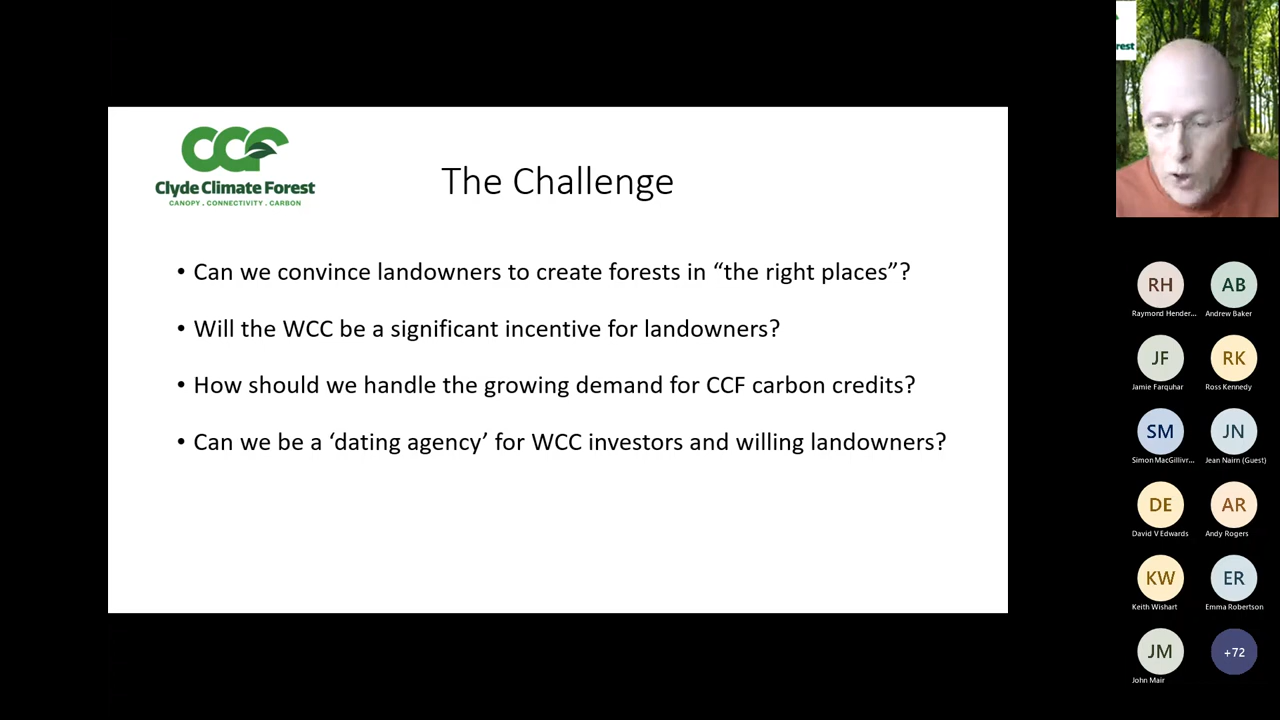 CCF
Clyde Climate Forest
CANOPY . CONNECTIVITY . CARBON
The Challenge
• Can we convince landowners to create forests in “the right places”?
• Will the WCC be a significant incentive for landowners?
• How should we handle the growing demand for CCF carbon credits?
• Can we be a ‘dating agency’ for WCC investors and willing landowners?
rest
RH AB
Raymond Hender... Andrew Baker
JF RK
Jamie Farquhar Ross Kennedy
SM JN
Simon MacGillivr... Jean Nairn (Guest)
DE AR
David V Edwards Andy Rogers
KW ER
Keith Wishart Emma Robertson
JM +72
John Mair